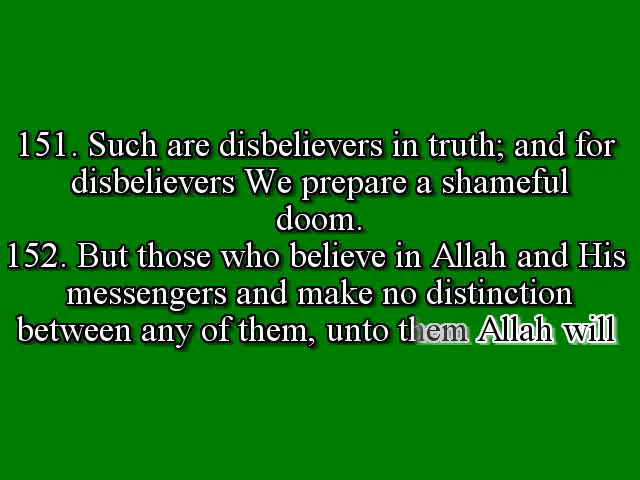 151. Such are disbelievers in truth; and for
disbelievers We prepare a shameful
doom.
152. But those who believe in Allah and His
messengers and make no distinction
between any of them, unto them Allah will